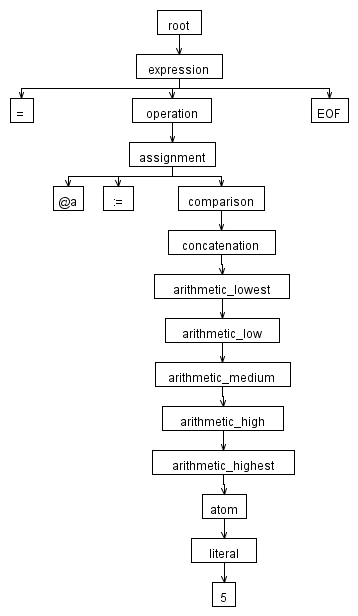 root
expression
= operation EOF
assignment
@a := comparison
concatenation
arithmetic_lowest
arithmetic_low
arithmetic_medium
arithmetic_high
arithmetic_highest
atom
literal
5